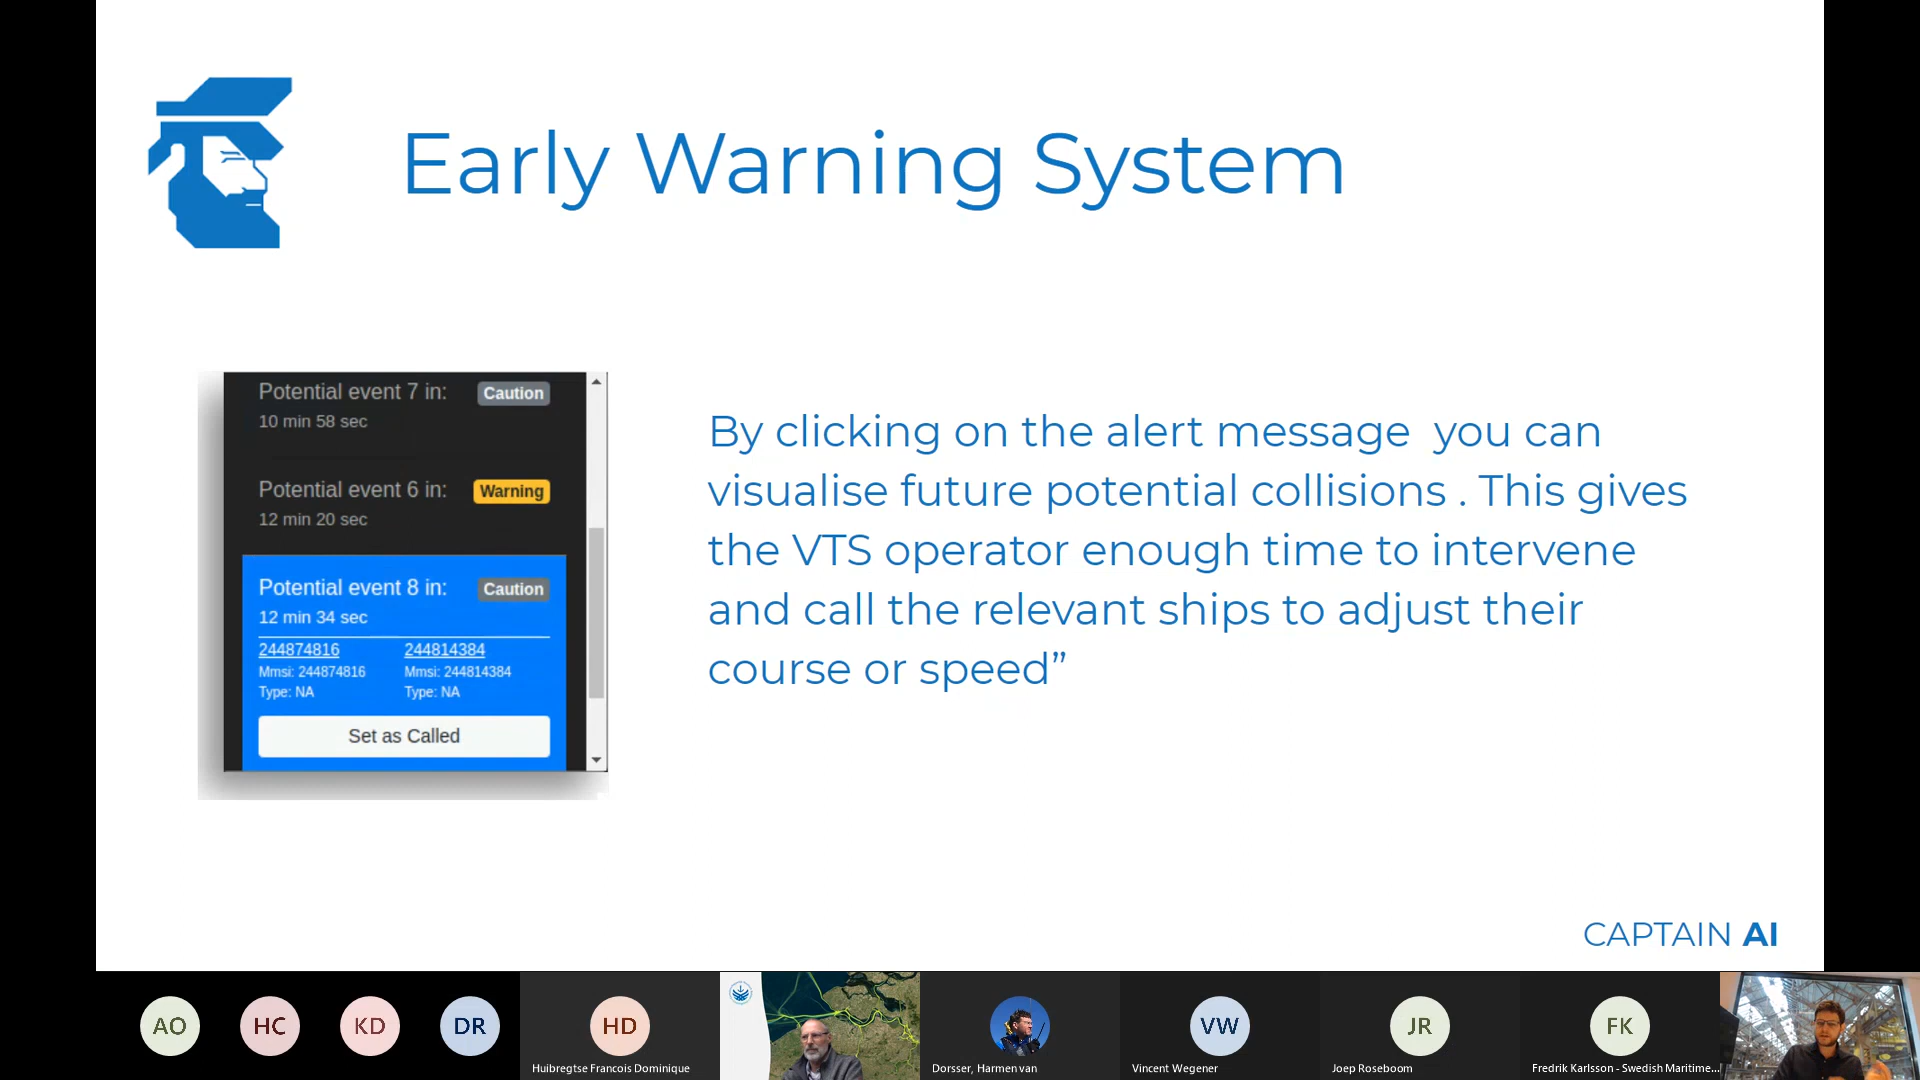 Early Warning System
Potential event 7 in: Caution
10 min 58 sec
Potential event 6 in: Warning
12 min 20 sec
Potential event 8 in: Caution
12 min 34 sec
244874816 244814384
Mmsi: 244874816 Mmsi: 244814384
Type: NA Type: NA
Set as Called
By clicking on the alert message  you can
visualise future potential collisions . This gives
the VTS operator enough time to intervene
and call the relevant ships to adjust their
course or speed”
CAPTAIN AI
AO HC KD DR HD VW JR FK
Huibregtse Francois Dominique Dorsser, Harmen van Vincent Wegener Joep Roseboom Fredrik Karlsson - Swedish Maritime...